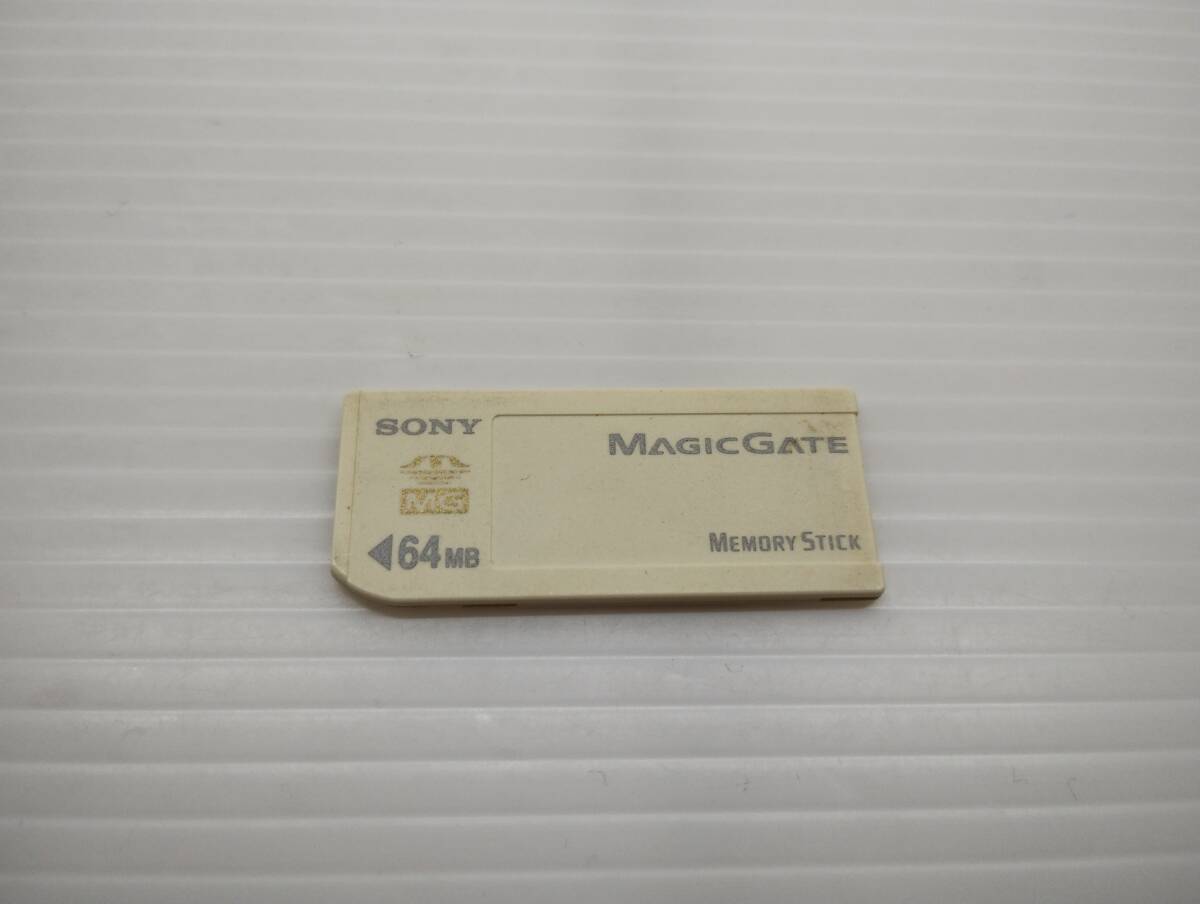 SONY
MAGICGATE
MG
64MB
MEMORY STICK